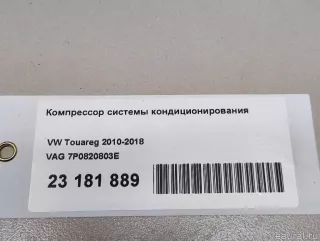 Компрессор системы кондиционирования
VW Touareg 2010-2018
VAG 7P0820803E
23 181 889